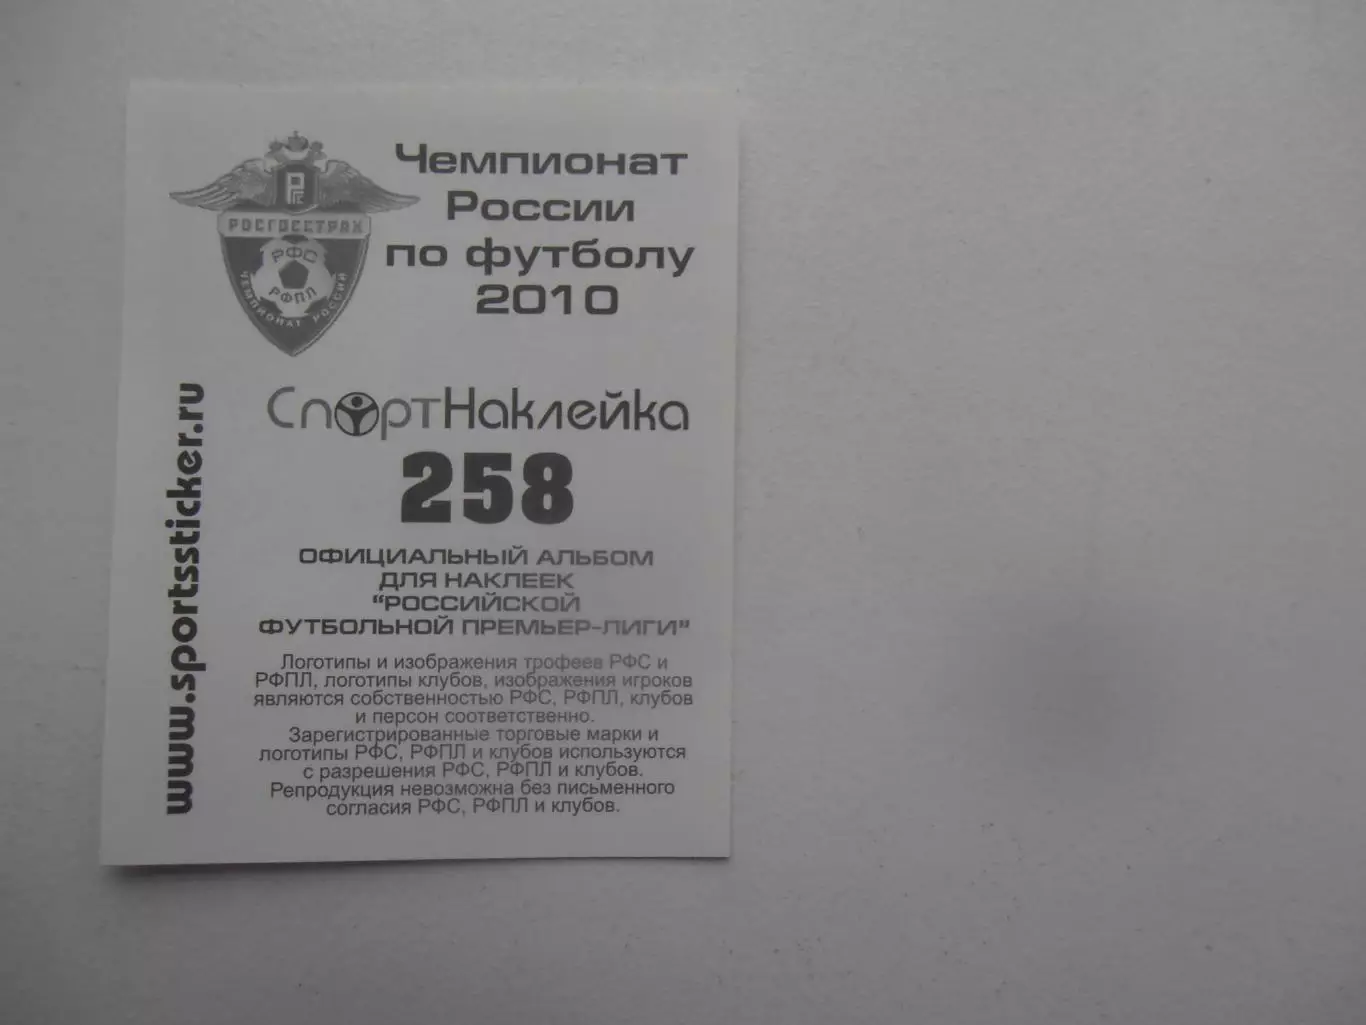 Чемпионат
России
по футболу
2010
РГС
РОСГОССТРАХ
РФС
РФПЛ
ЧЕМПИОНАТ РОССИИ
СпортНаклейка
258
www.sportssticker.ru
ОФИЦИАЛЬНЫЙ АЛЬБОМ
ДЛЯ НАКЛЕЕК
"РОССИЙСКОЙ
ФУТБОЛЬНОЙ ПРЕМЬЕР-ЛИГИ"
Логотипы и изображения трофеев РФС и
РФПЛ, логотипы клубов, изображения игроков
являются собственностью РФС, РФПЛ, клубов
и персон соответственно.
Зарегистрированные торговые марки и
логотипы РФС, РФПЛ и клубов используются
с разрешения РФС, РФПЛ и клубов.
Репродукция невозможна без письменного
согласия РФС, РФПЛ и клубов.